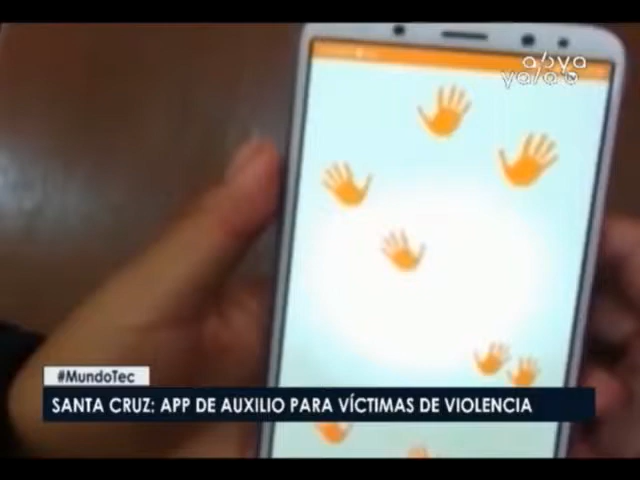 abya
yala
#MundoTec
SANTA CRUZ: APP DE AUXILIO PARA VÍCTIMAS DE VIOLENCIA